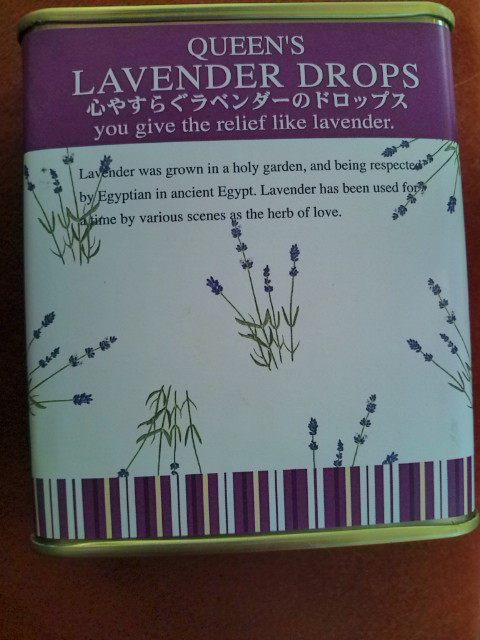 QUEEN'S
LAVENDER DROPS
心やすらぐラベンダーのドロップス
you give the relief like lavender.
Lavender was grown in a holy garden, and being respected
by Egyptian in ancient Egypt. Lavender has been used for
a time by various scenes as the herb of love.